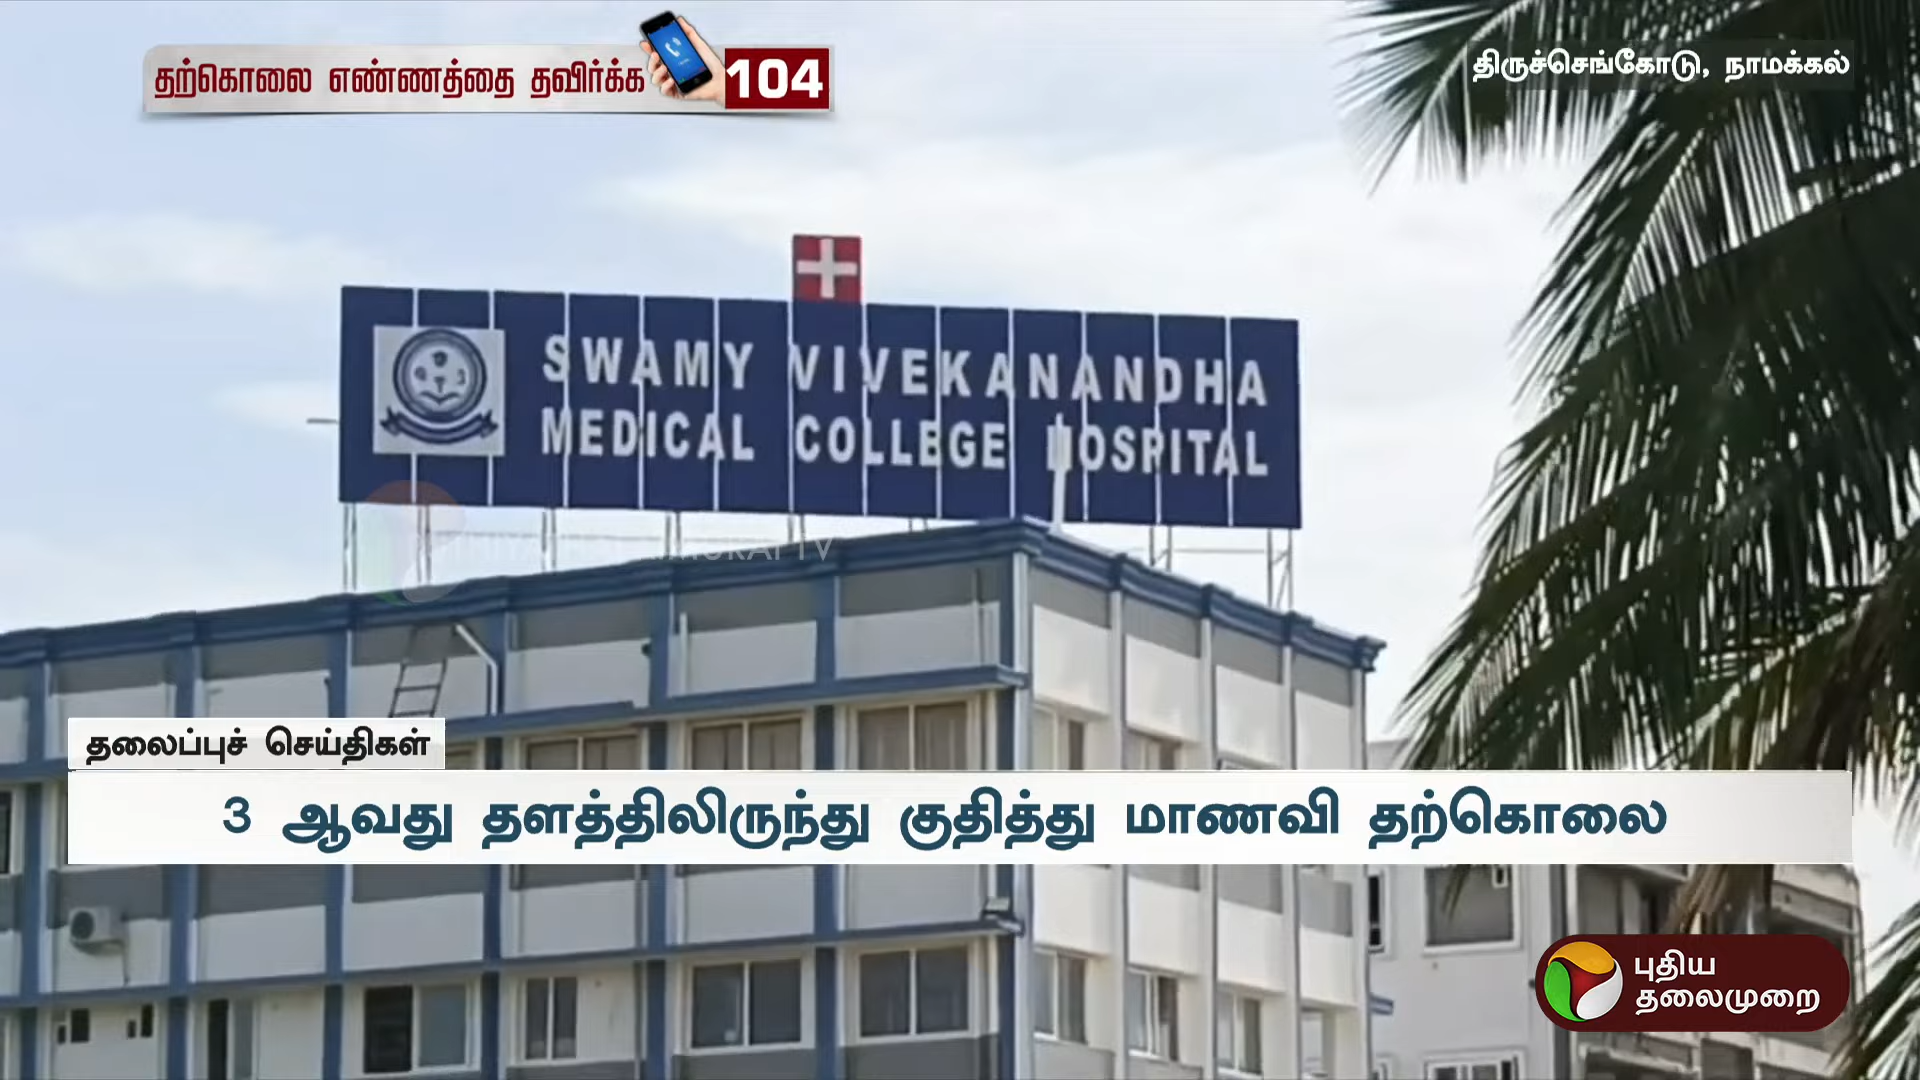 தற்கொலை எண்ணத்தை தவிர்க்க 104
திருச்செங்கோடு, நாமக்கல்
SWAMY VIVEKANANDHA
MEDICAL COLLEGE HOSPITAL
தலைப்புச் செய்திகள்
3 ஆவது தளத்திலிருந்து குதித்து மாணவி தற்கொலை
புதிய
தலைமுறை